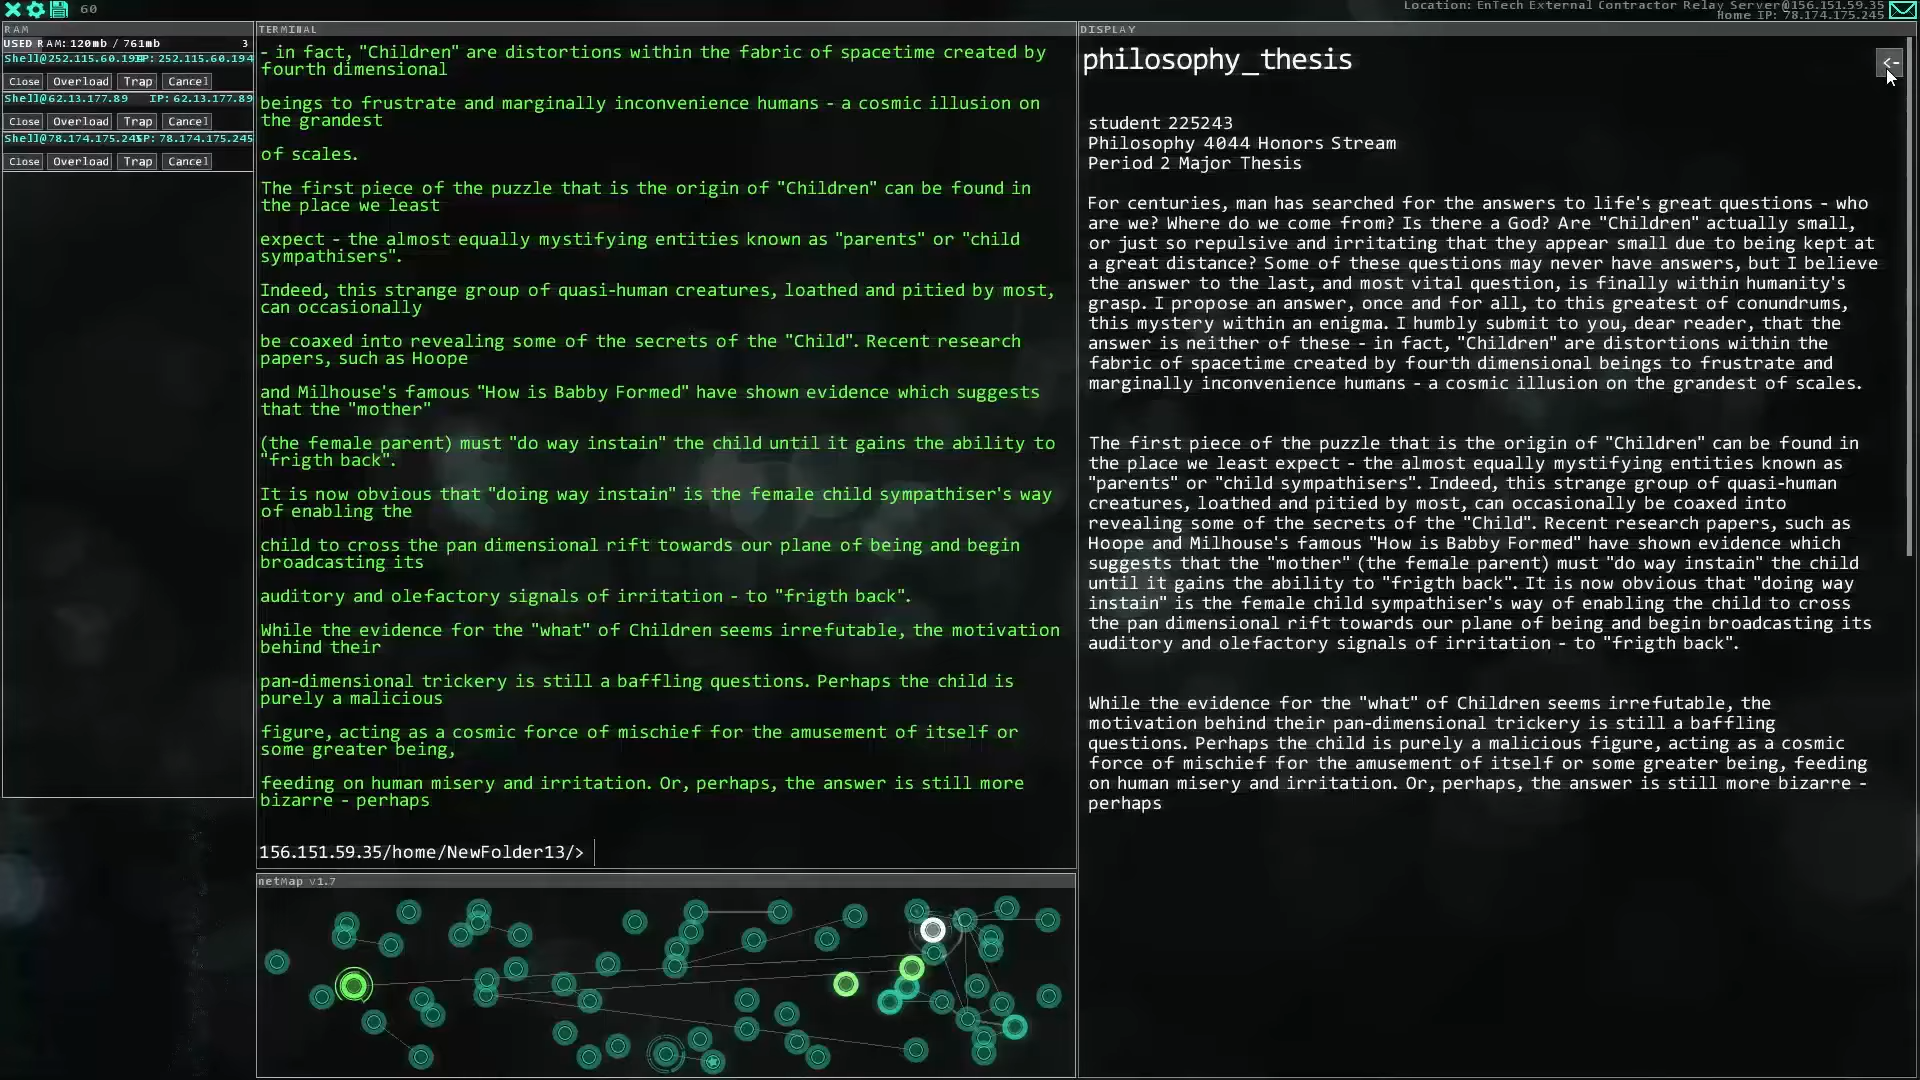 60
Location: EnTech External Contractor Relay Server@156.151.59.35
Home IP: 78.174.175.245
RAM
USED RAM: 120mb / 761mb 3
Shell@252.115.60.194 IP: 252.115.60.194
Close Overload Trap Cancel
Shell@62.13.177.89 IP: 62.13.177.89
Close Overload Trap Cancel
Shell@78.174.175.245 IP: 78.174.175.245
Close Overload Trap Cancel
TERMINAL
- in fact, "Children" are distortions within the fabric of spacetime created by
fourth dimensional
beings to frustrate and marginally inconvenience humans - a cosmic illusion on
the grandest
of scales.
The first piece of the puzzle that is the origin of "Children" can be found in
the place we least
expect - the almost equally mystifying entities known as "parents" or "child
sympathisers".
Indeed, this strange group of quasi-human creatures, loathed and pitied by most,
can occasionally
be coaxed into revealing some of the secrets of the "Child". Recent research
papers, such as Hoope
and Milhouse's famous "How is Babby Formed" have shown evidence which suggests
that the "mother"
(the female parent) must "do way instain" the child until it gains the ability to
"frigth back".
It is now obvious that "doing way instain" is the female child sympathiser's way
of enabling the
child to cross the pan dimensional rift towards our plane of being and begin
broadcasting its
auditory and olefactory signals of irritation - to "frigth back".
While the evidence for the "what" of Children seems irrefutable, the motivation
behind their
pan-dimensional trickery is still a baffling questions. Perhaps the child is
purely a malicious
figure, acting as a cosmic force of mischief for the amusement of itself or
some greater being,
feeding on human misery and irritation. Or, perhaps, the answer is still more
bizarre - perhaps
156.151.59.35/home/NewFolder13/>
netMap v1.7
DISPLAY
philosophy_thesis
<-
student 225243
Philosophy 4044 Honors Stream
Period 2 Major Thesis
For centuries, man has searched for the answers to life's great questions - who
are we? Where do we come from? Is there a God? Are "Children" actually small,
or just so repulsive and irritating that they appear small due to being kept at
a great distance? Some of these questions may never have answers, but I believe
the answer to the last, and most vital question, is finally within humanity's
grasp. I propose an answer, once and for all, to this greatest of conundrums,
this mystery within an enigma. I humbly submit to you, dear reader, that the
answer is neither of these - in fact, "Children" are distortions within the
fabric of spacetime created by fourth dimensional beings to frustrate and
marginally inconvenience humans - a cosmic illusion on the grandest of scales.
The first piece of the puzzle that is the origin of "Children" can be found in
the place we least expect - the almost equally mystifying entities known as
"parents" or "child sympathisers". Indeed, this strange group of quasi-human
creatures, loathed and pitied by most, can occasionally be coaxed into
revealing some of the secrets of the "Child". Recent research papers, such as
Hoope and Milhouse's famous "How is Babby Formed" have shown evidence which
suggests that the "mother" (the female parent) must "do way instain" the child
until it gains the ability to "frigth back". It is now obvious that "doing way
instain" is the female child sympathiser's way of enabling the child to cross
the pan dimensional rift towards our plane of being and begin broadcasting its
auditory and olefactory signals of irritation - to "frigth back".
While the evidence for the "what" of Children seems irrefutable, the
motivation behind their pan-dimensional trickery is still a baffling
questions. Perhaps the child is purely a malicious figure, acting as a cosmic
force of mischief for the amusement of itself or some greater being, feeding
on human misery and irritation. Or, perhaps, the answer is still more bizarre -
perhaps